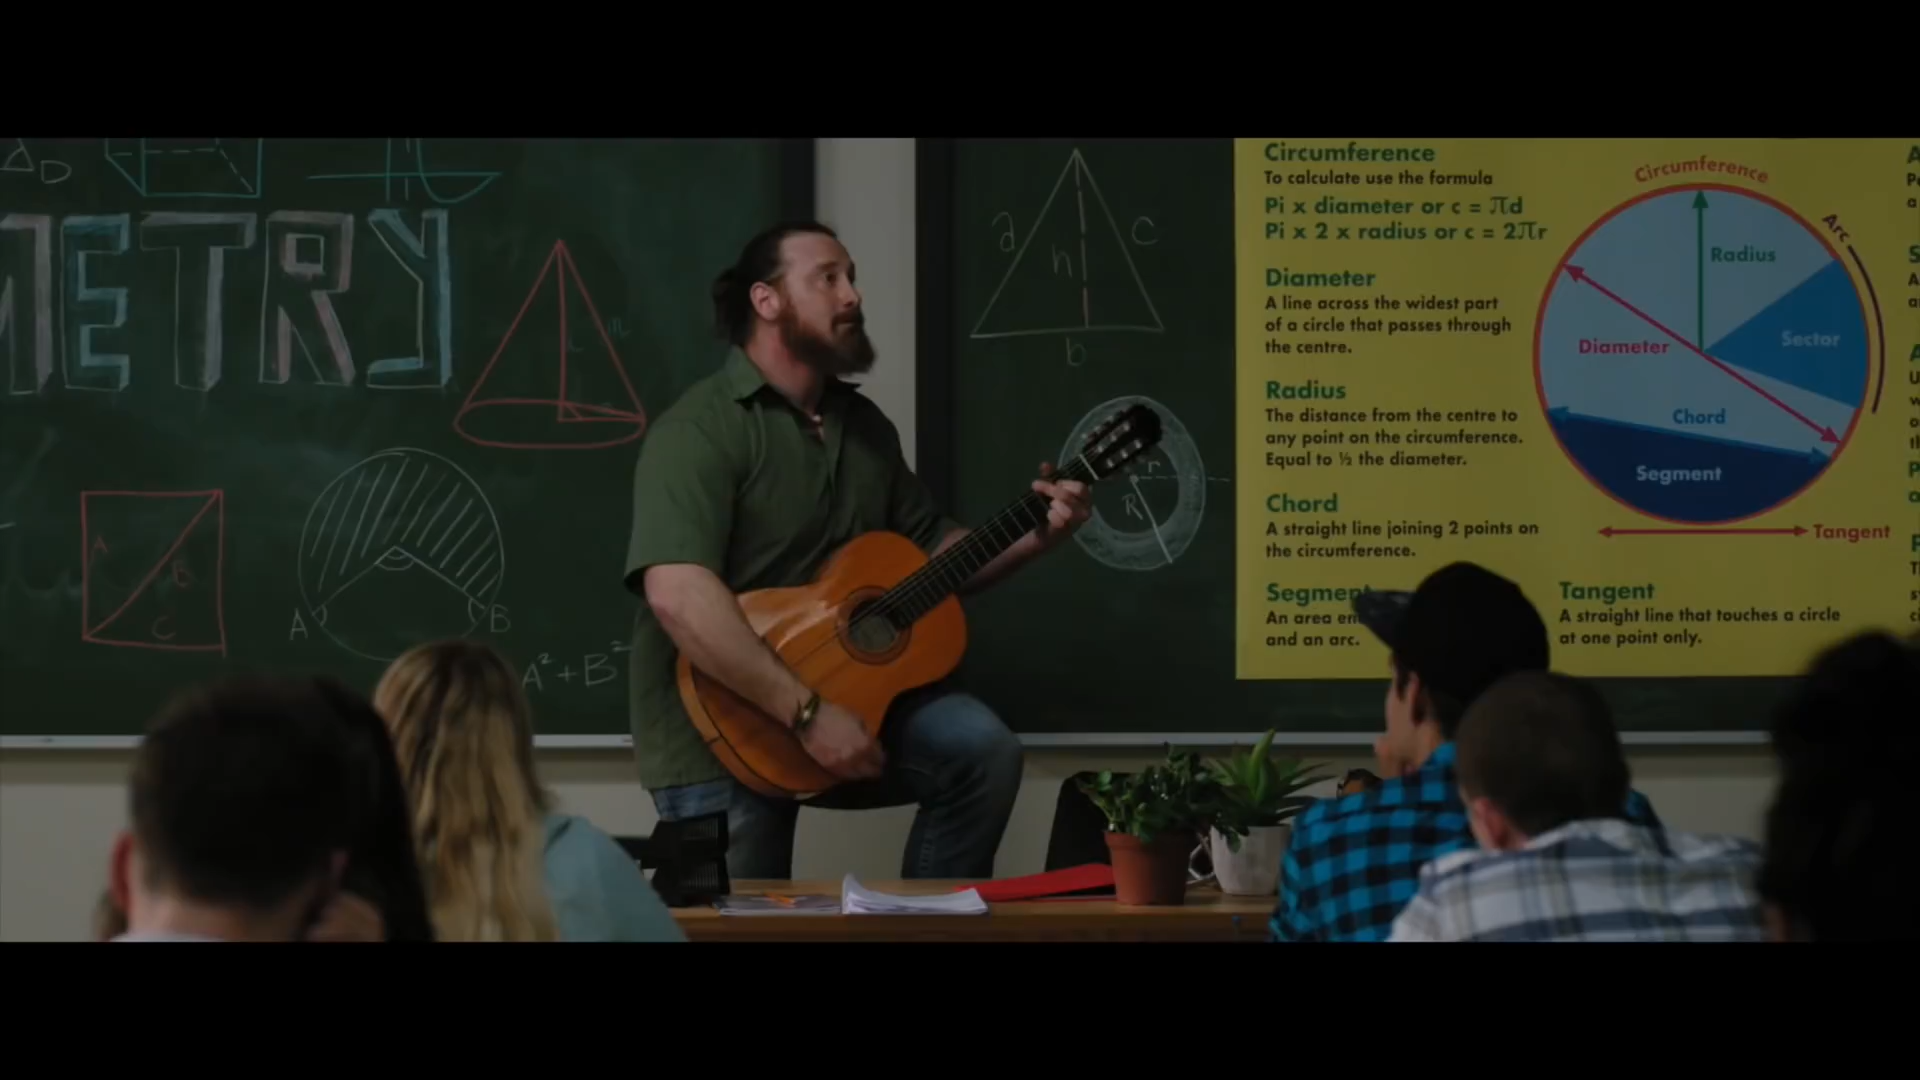 D
METRY
m
A
B
C
A
B
A² + B²
a
c
h
b
r
R
Circumference
To calculate use the formula
Pi x diameter or c = πd
Pi x 2 x radius or c = 2πr
Diameter
A line across the widest part
of a circle that passes through
the centre.
Radius
The distance from the centre to
any point on the circumference.
Equal to ½ the diameter.
Chord
A straight line joining 2 points on
the circumference.
Segment
An area en
and an arc.
Circumference
Arc
Radius
Sector
Diameter
Chord
Segment
Tangent
Tangent
A straight line that touches a circle
at one point only.